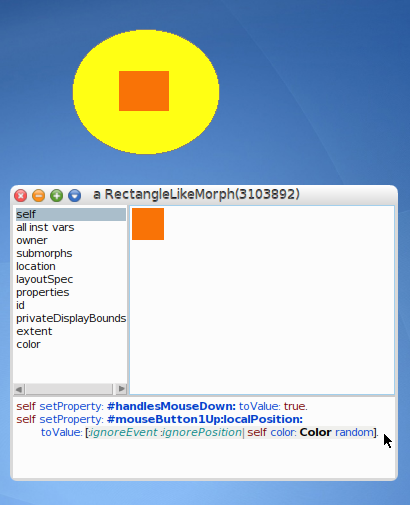 a RectangleLikeMorph(3103892)
self
all inst vars
owner
submorphs
location
layoutSpec
properties
id
privateDisplayBounds
extent
color
self setProperty: #handlesMouseDown: toValue: true.
self setProperty: #mouseButton1Up:localPosition:
toValue: [:ignoreEvent :ignorePosition| self color: Color random].